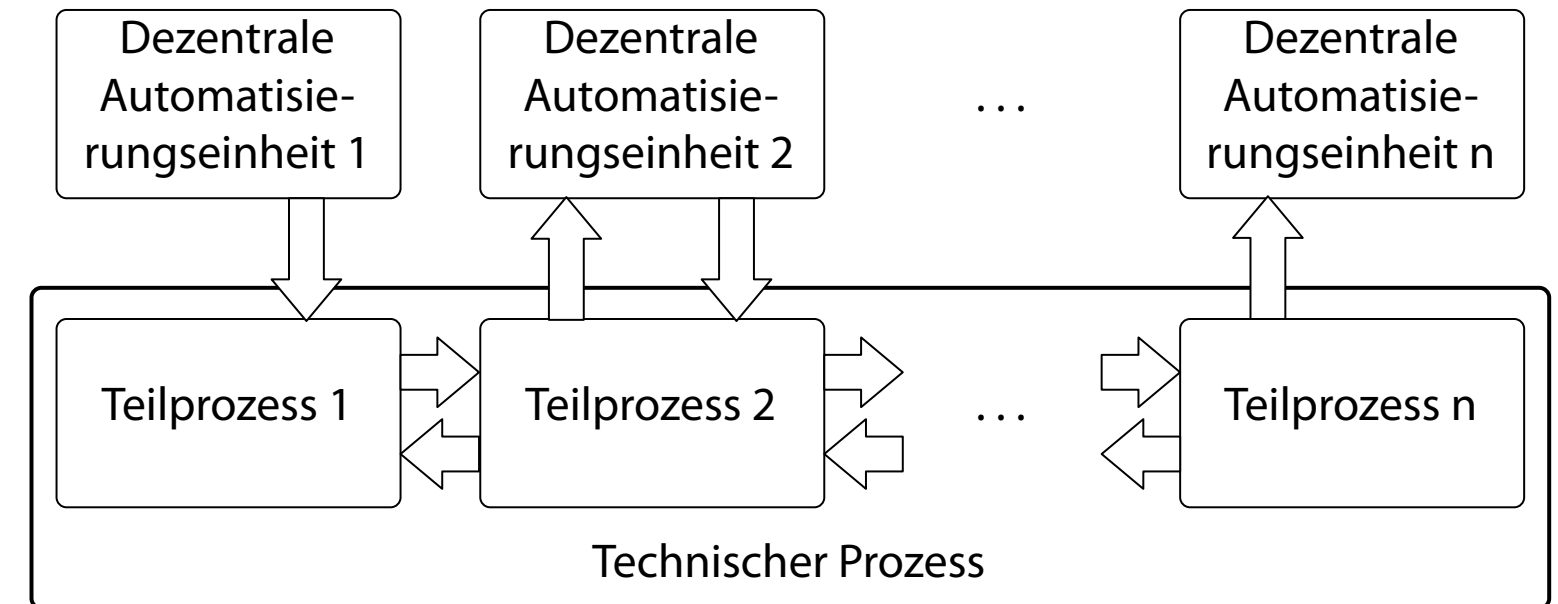 Dezentrale
Automatisie-
rungseinheit 1
Dezentrale
Automatisie-
rungseinheit 2
. . .
Dezentrale
Automatisie-
rungseinheit n
Teilprozess 1
Teilprozess 2
. . .
Teilprozess n
Technischer Prozess